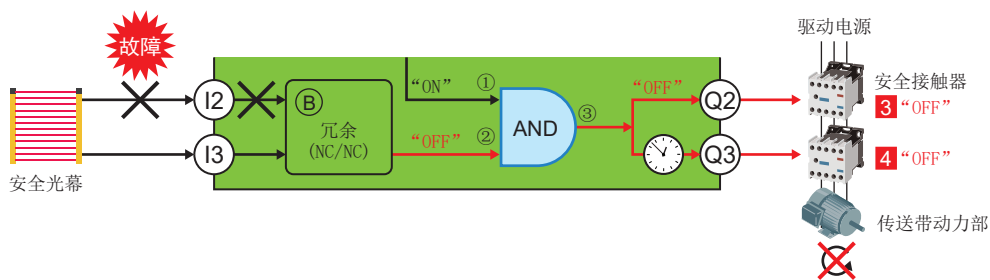 故障
安全光幕
I2
I3
B
冗余
(NC/NC)
“ON”
①
“OFF”
②
AND
③
“OFF”
Q2
Q3
驱动电源
安全接触器
3 “OFF”
4 “OFF”
传送带动力部